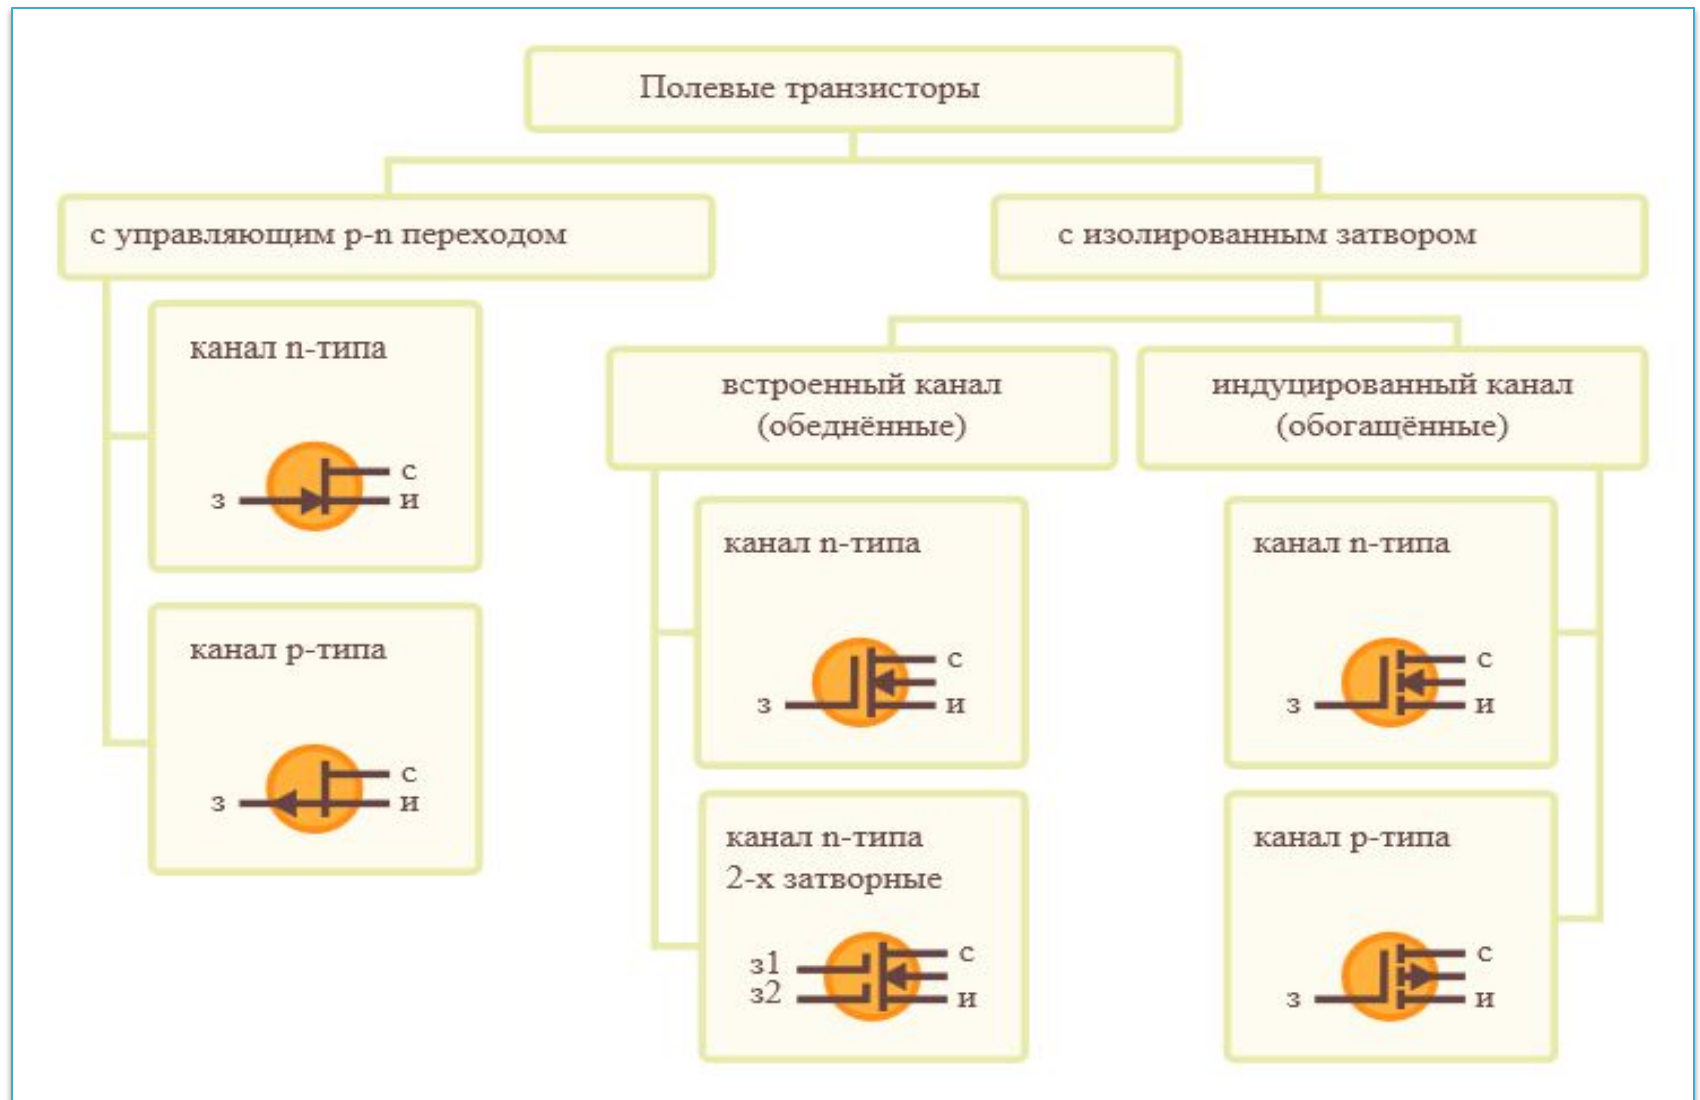 Полевые транзисторы
с управляющим p-n переходом
с изолированным затвором
канал n-типа
с
з
и
канал p-типа
с
з
и
встроенный канал
(обеднённые)
индуцированный канал
(обогащённые)
канал n-типа
с
з
и
канал n-типа
2-х затворные
з1
с
з2
и
канал n-типа
с
з
и
канал p-типа
с
з
и